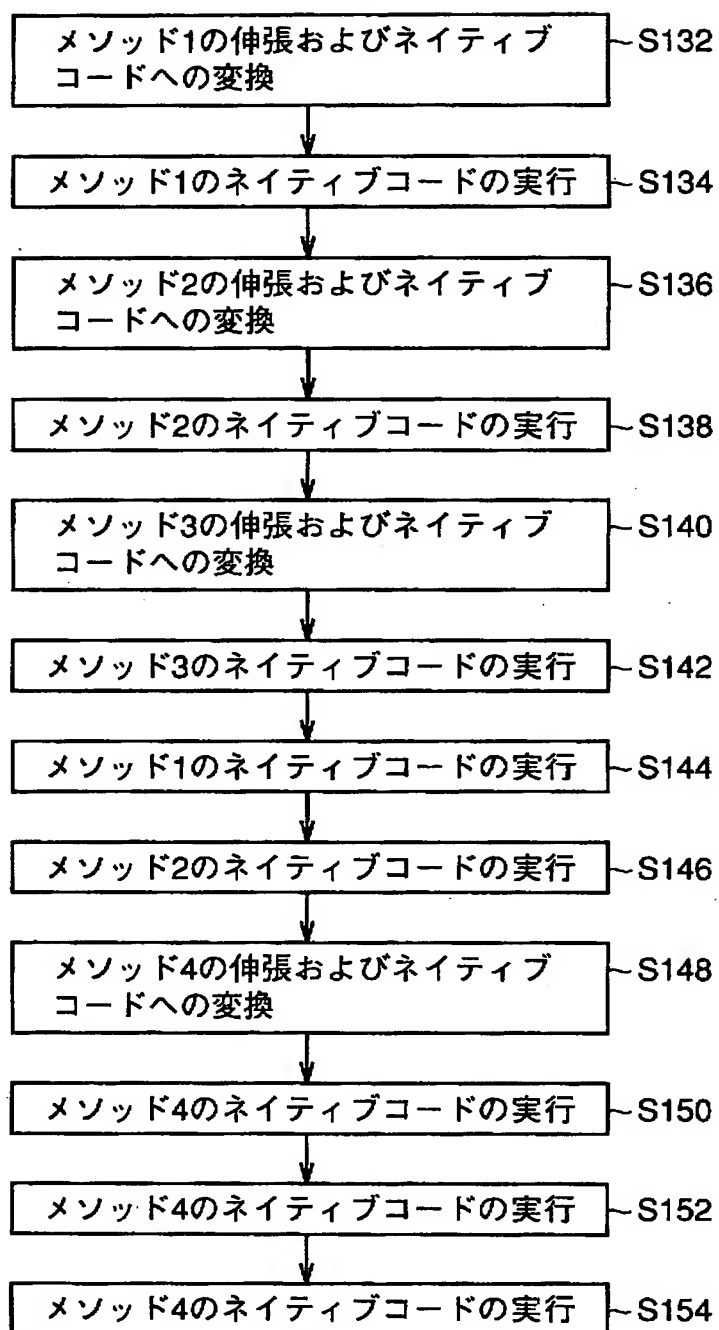 メソッド1の伸張およびネイティブ ~S132
コードへの変換
メソッド1のネイティブコードの実行 ~S134
メソッド2の伸張およびネイティブ ~S136
コードへの変換
メソッド2のネイティブコードの実行 ~S138
メソッド3の伸張およびネイティブ ~S140
コードへの変換
メソッド3のネイティブコードの実行 ~S142
メソッド1のネイティブコードの実行 ~S144
メソッド2のネイティブコードの実行 ~S146
メソッド4の伸張およびネイティブ ~S148
コードへの変換
メソッド4のネイティブコードの実行 ~S150
メソッド4のネイティブコードの実行 ~S152
メソッド4のネイティブコードの実行 ~S154